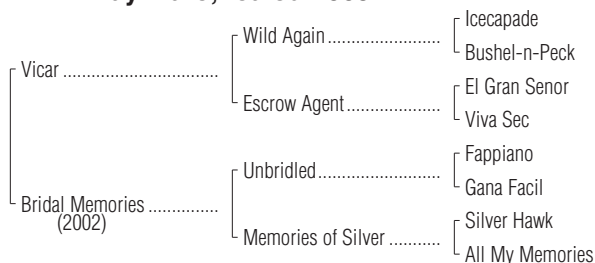 Vicar
Bridal Memories
(2002)
Wild Again
Escrow Agent
Unbridled
Memories of Silver
Icecapade
Bushel-n-Peck
El Gran Senor
Viva Sec
Fappiano
Gana Facil
Silver Hawk
All My Memories